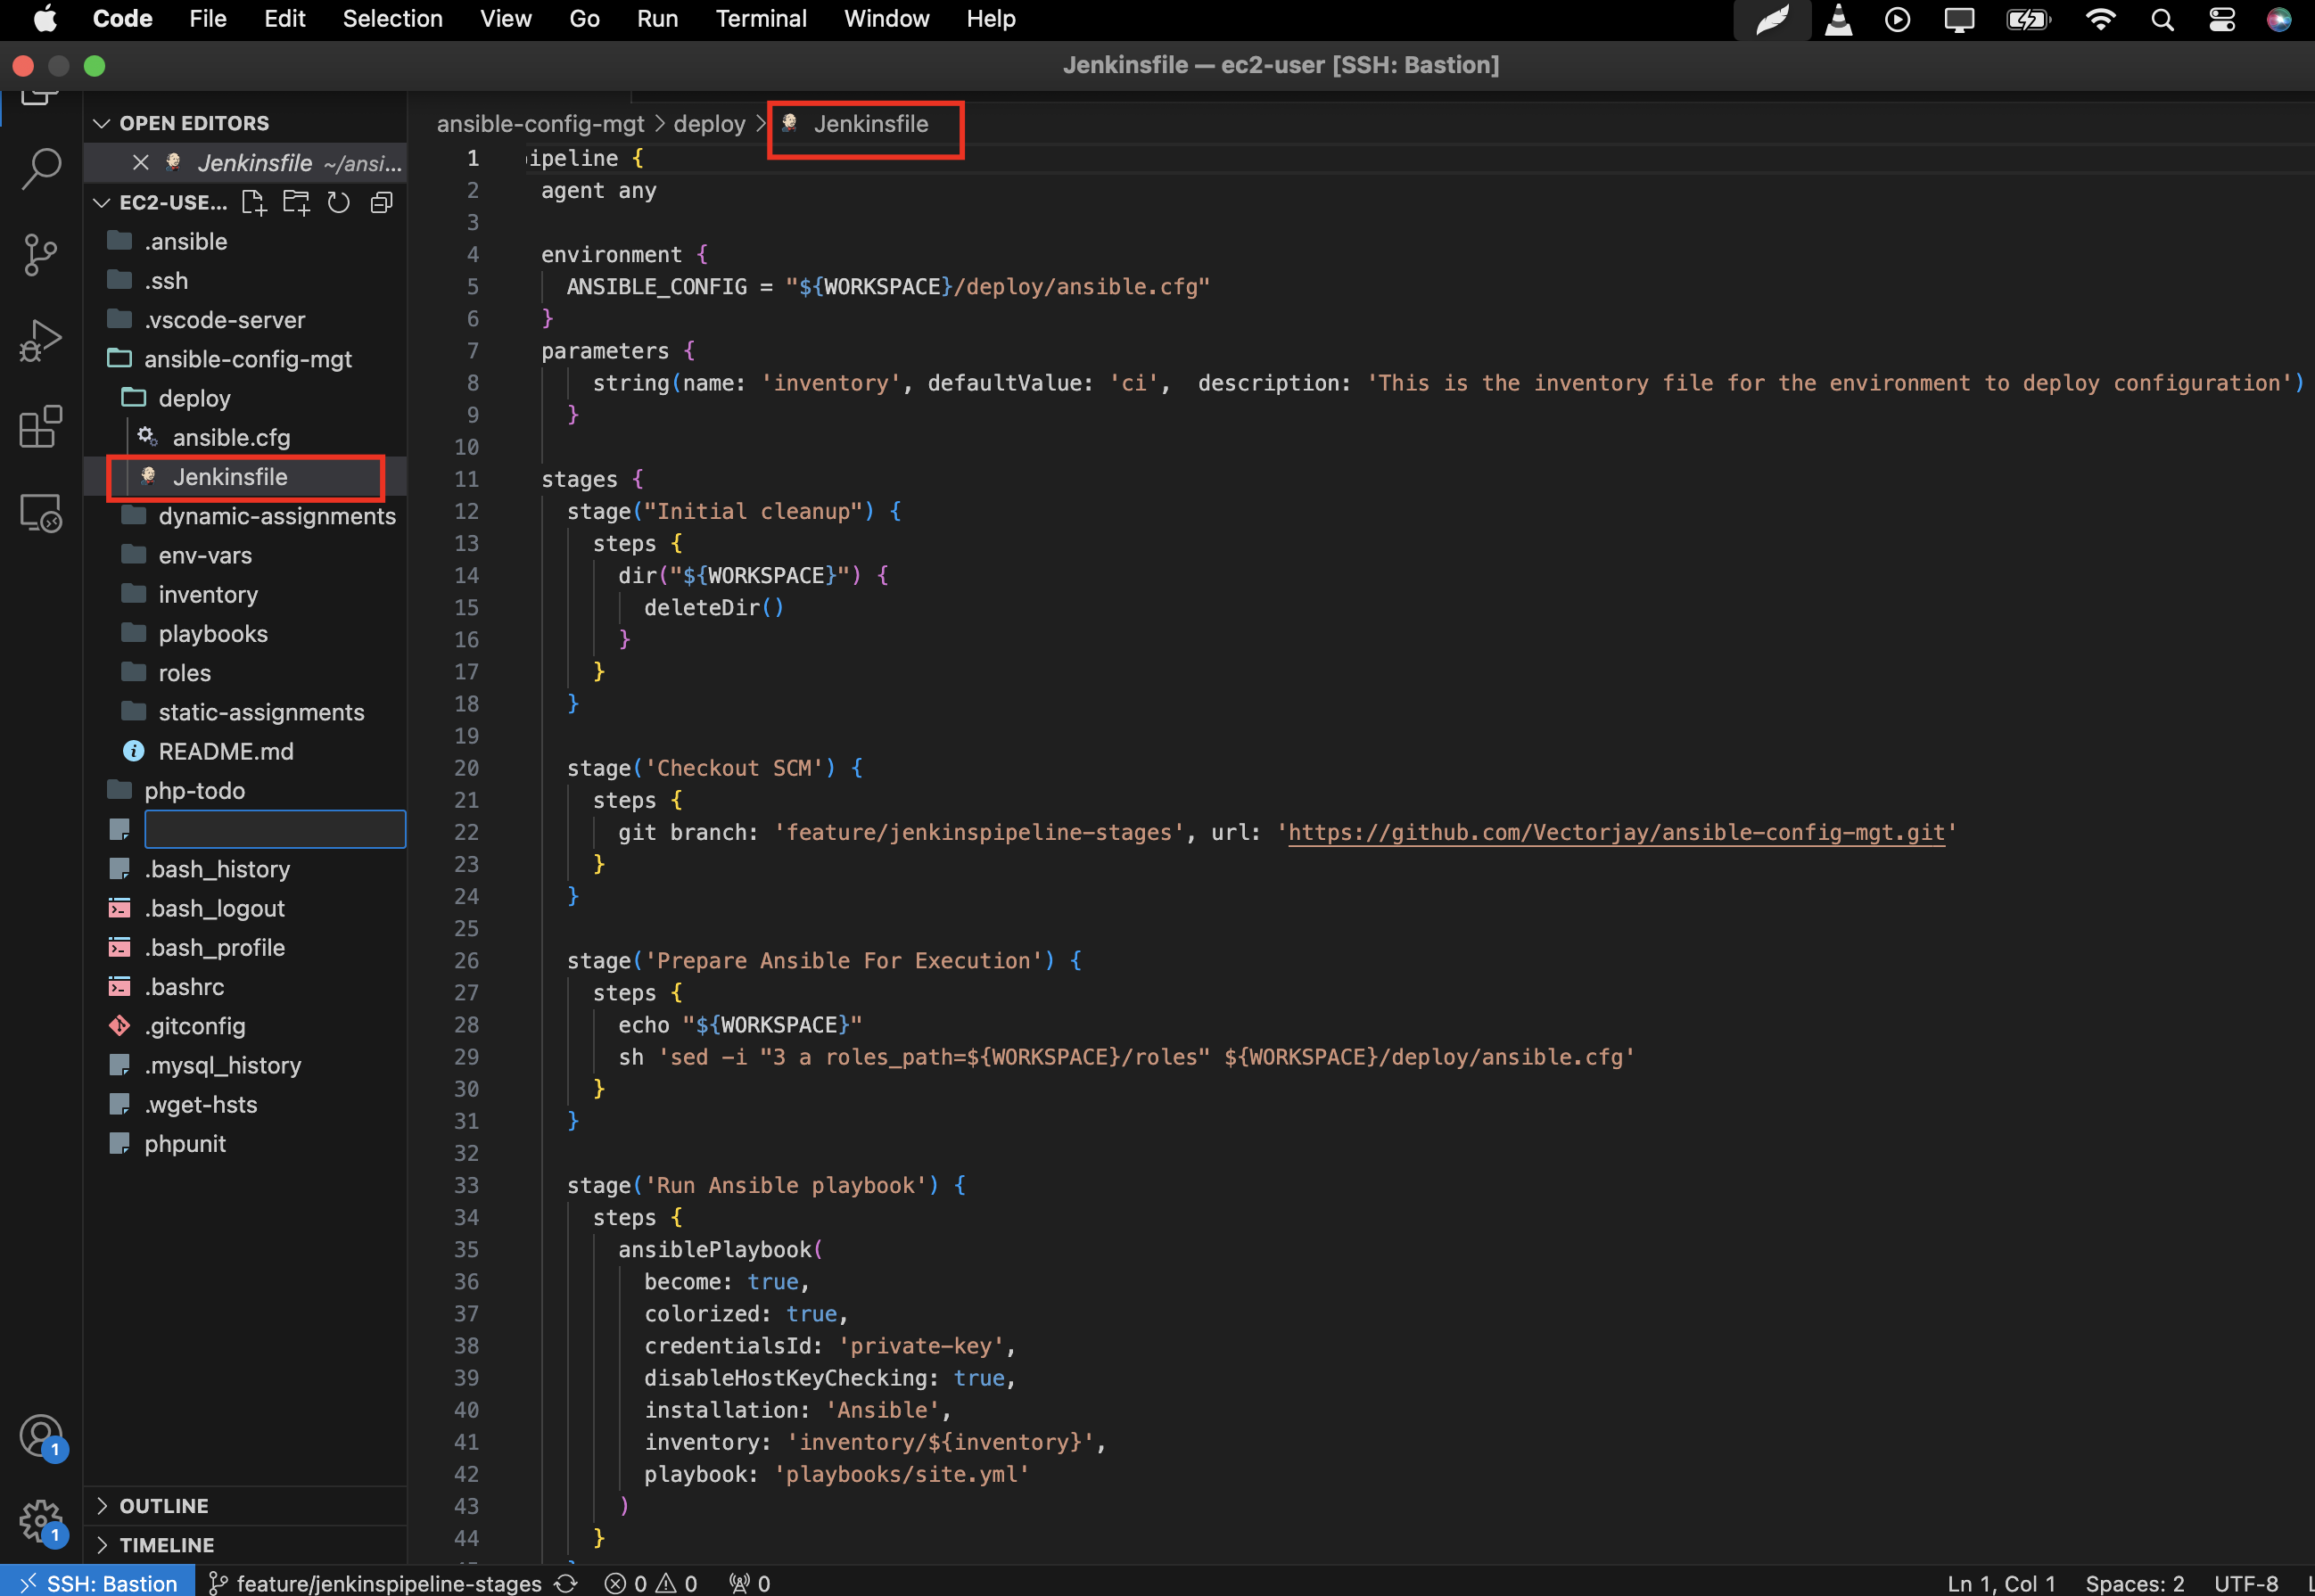 Code File Edit Selection View Go Run Terminal Window Help
Jenkinsfile — ec2-user [SSH: Bastion]
OPEN EDITORS
Jenkinsfile ~/ansi...
EC2-USE...
.ansible
.ssh
.vscode-server
ansible-config-mgt
deploy
ansible.cfg
Jenkinsfile
dynamic-assignments
env-vars
inventory
playbooks
roles
static-assignments
README.md
php-todo
.bash_history
.bash_logout
.bash_profile
.bashrc
.gitconfig
.mysql_history
.wget-hsts
phpunit
OUTLINE
TIMELINE
1
1
ansible-config-mgt > deploy > Jenkinsfile
1 ipeline {
2 agent any
3
4 environment {
5 ANSIBLE_CONFIG = "${WORKSPACE}/deploy/ansible.cfg"
6 }
7 parameters {
8 string(name: 'inventory', defaultValue: 'ci',  description: 'This is the inventory file for the environment to deploy configuration')
9 }
10
11 stages {
12 stage("Initial cleanup") {
13 steps {
14 dir("${WORKSPACE}") {
15 deleteDir()
16 }
17 }
18 }
19
20 stage('Checkout SCM') {
21 steps {
22 git branch: 'feature/jenkinspipeline-stages', url: 'https://github.com/Vectorjay/ansible-config-mgt.git'
23 }
24 }
25
26 stage('Prepare Ansible For Execution') {
27 steps {
28 echo "${WORKSPACE}"
29 sh 'sed -i "3 a roles_path=${WORKSPACE}/roles" ${WORKSPACE}/deploy/ansible.cfg'
30 }
31 }
32
33 stage('Run Ansible playbook') {
34 steps {
35 ansiblePlaybook(
36 become: true,
37 colorized: true,
38 credentialsId: 'private-key',
39 disableHostKeyChecking: true,
40 installation: 'Ansible',
41 inventory: 'inventory/${inventory}',
42 playbook: 'playbooks/site.yml'
43 )
44 }
SSH: Bastion feature/jenkinspipeline-stages 0 0 0 Ln 1, Col 1 Spaces: 2 UTF-8